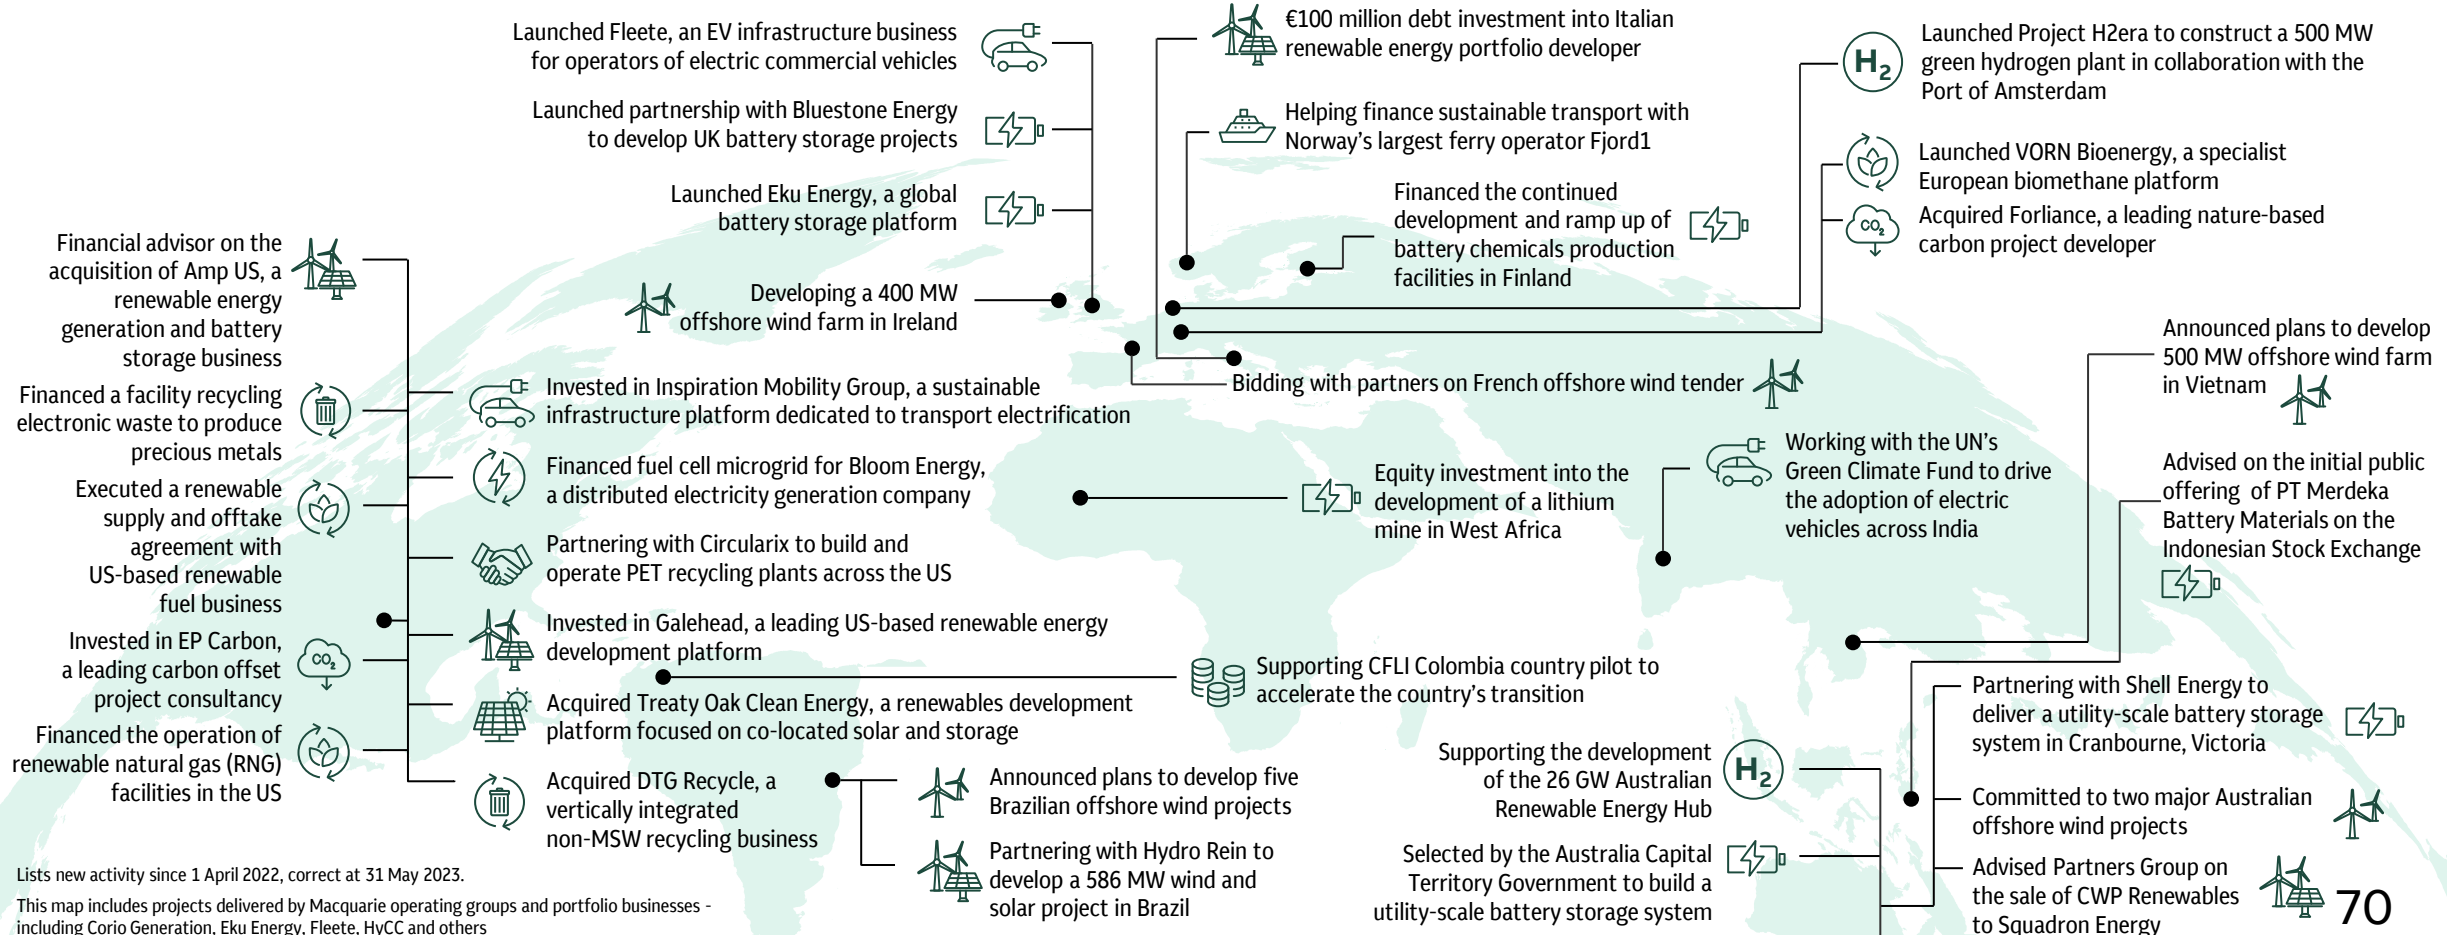 Launched Fleete, an EV infrastructure business
for operators of electric commercial vehicles
Launched partnership with Bluestone Energy
to develop UK battery storage projects
Launched Eku Energy, a global
battery storage platform
Developing a 400 MW
offshore wind farm in Ireland
€100 million debt investment into Italian
renewable energy portfolio developer
Helping finance sustainable transport with
Norway’s largest ferry operator Fjord1
Financed the continued
development and ramp up of
battery chemicals production
facilities in Finland
H2
Launched Project H2era to construct a 500 MW
green hydrogen plant in collaboration with the
Port of Amsterdam
Launched VORN Bioenergy, a specialist
European biomethane platform
CO2
Acquired Forliance, a leading nature-based
carbon project developer
Bidding with partners on French offshore wind tender
Financial advisor on the
acquisition of Amp US, a
renewable energy
generation and battery
storage business
Financed a facility recycling
electronic waste to produce
precious metals
Executed a renewable
supply and offtake
agreement with
US-based renewable
fuel business
Invested in EP Carbon,
a leading carbon offset
project consultancy
CO2
Financed the operation of
renewable natural gas (RNG)
facilities in the US
Invested in Inspiration Mobility Group, a sustainable
infrastructure platform dedicated to transport electrification
Financed fuel cell microgrid for Bloom Energy,
a distributed electricity generation company
Partnering with Circularix to build and
operate PET recycling plants across the US
Invested in Galehead, a leading US-based renewable energy
development platform
Acquired Treaty Oak Clean Energy, a renewables development
platform focused on co-located solar and storage
Acquired DTG Recycle, a
vertically integrated
non-MSW recycling business
Equity investment into the
development of a lithium
mine in West Africa
Working with the UN’s
Green Climate Fund to drive
the adoption of electric
vehicles across India
Announced plans to develop
500 MW offshore wind farm
in Vietnam
Advised on the initial public
offering of PT Merdeka
Battery Materials on the
Indonesian Stock Exchange
Supporting CFLI Colombia country pilot to
accelerate the country’s transition
Announced plans to develop five
Brazilian offshore wind projects
Partnering with Hydro Rein to
develop a 586 MW wind and
solar project in Brazil
Supporting the development
of the 26 GW Australian
Renewable Energy Hub
H2
Selected by the Australia Capital
Territory Government to build a
utility-scale battery storage system
Partnering with Shell Energy to
deliver a utility-scale battery storage
system in Cranbourne, Victoria
Committed to two major Australian
offshore wind projects
Advised Partners Group on
the sale of CWP Renewables
to Squadron Energy
Lists new activity since 1 April 2022, correct at 31 May 2023.
This map includes projects delivered by Macquarie operating groups and portfolio businesses -
including Corio Generation, Eku Energy, Fleete, HyCC and others
70